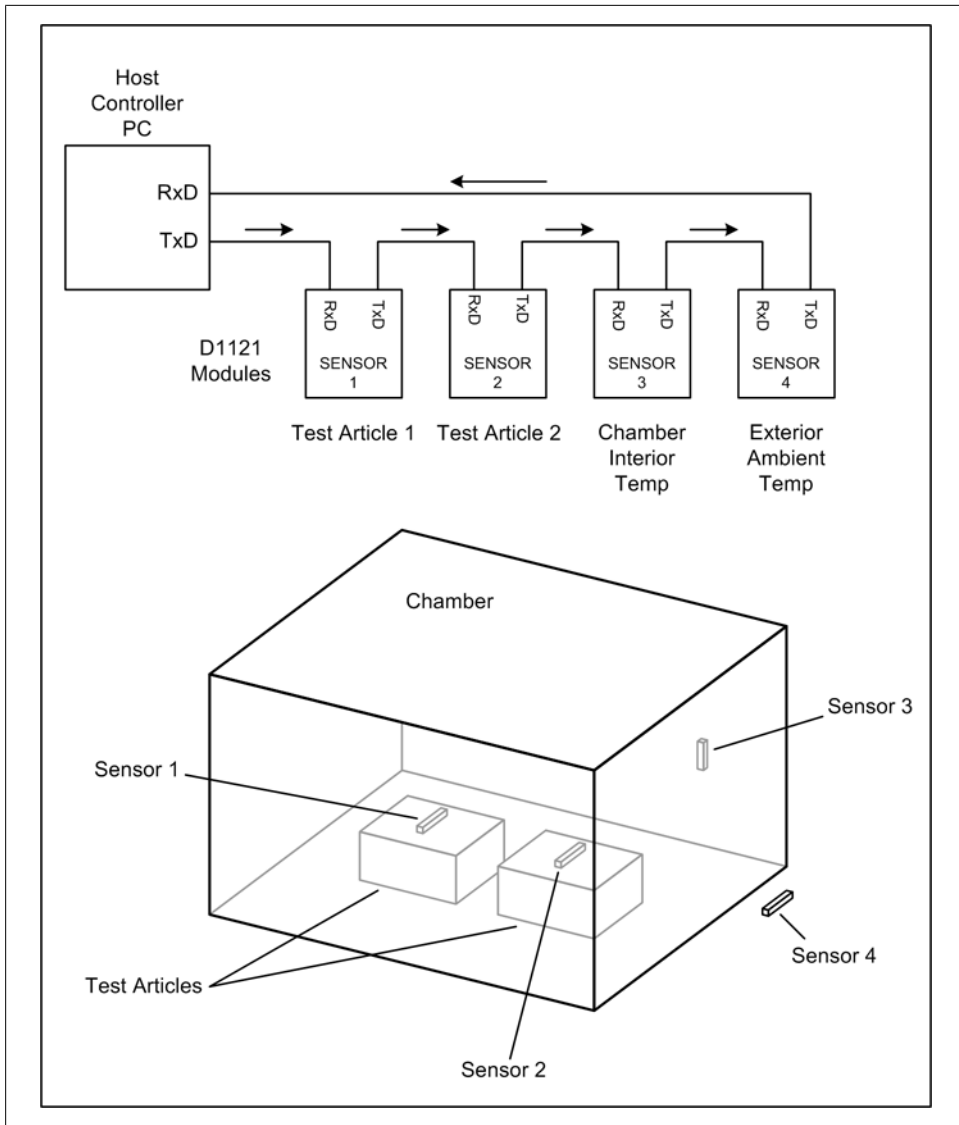 Host
Controller
PC
RxD
TxD
RxD
TxD
RxD
TxD
RxD
TxD
RxD
TxD
D1121
Modules
SENSOR
1
SENSOR
2
SENSOR
3
SENSOR
4
Test Article 1
Test Article 2
Chamber
Interior
Temp
Exterior
Ambient
Temp
Chamber
Sensor 3
Sensor 1
Sensor 4
Test Articles
Sensor 2